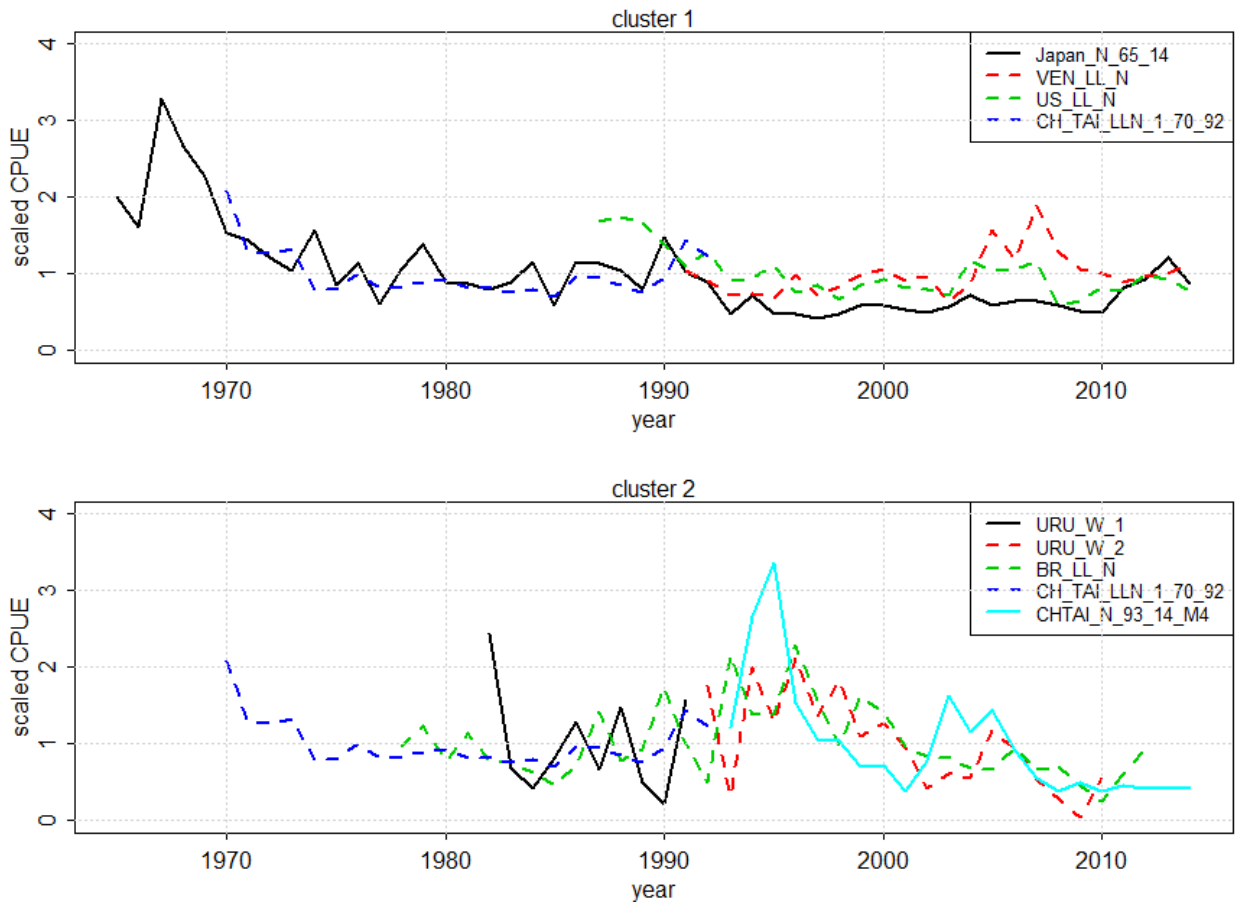 cluster 1
scaled CPUE
4
3
2
1
0
Japan_N_65_14
VEN_LL_N
US_LL_N
CH_TAI_LLN_1_70_92
1970 1980 1990 2000 2010
year
cluster 2
scaled CPUE
4
3
2
1
0
URU_W_1
URU_W_2
BR_LL_N
CH_TAI_LLN_1_70_92
CHTAI_N_93_14_M4
1970 1980 1990 2000 2010
year